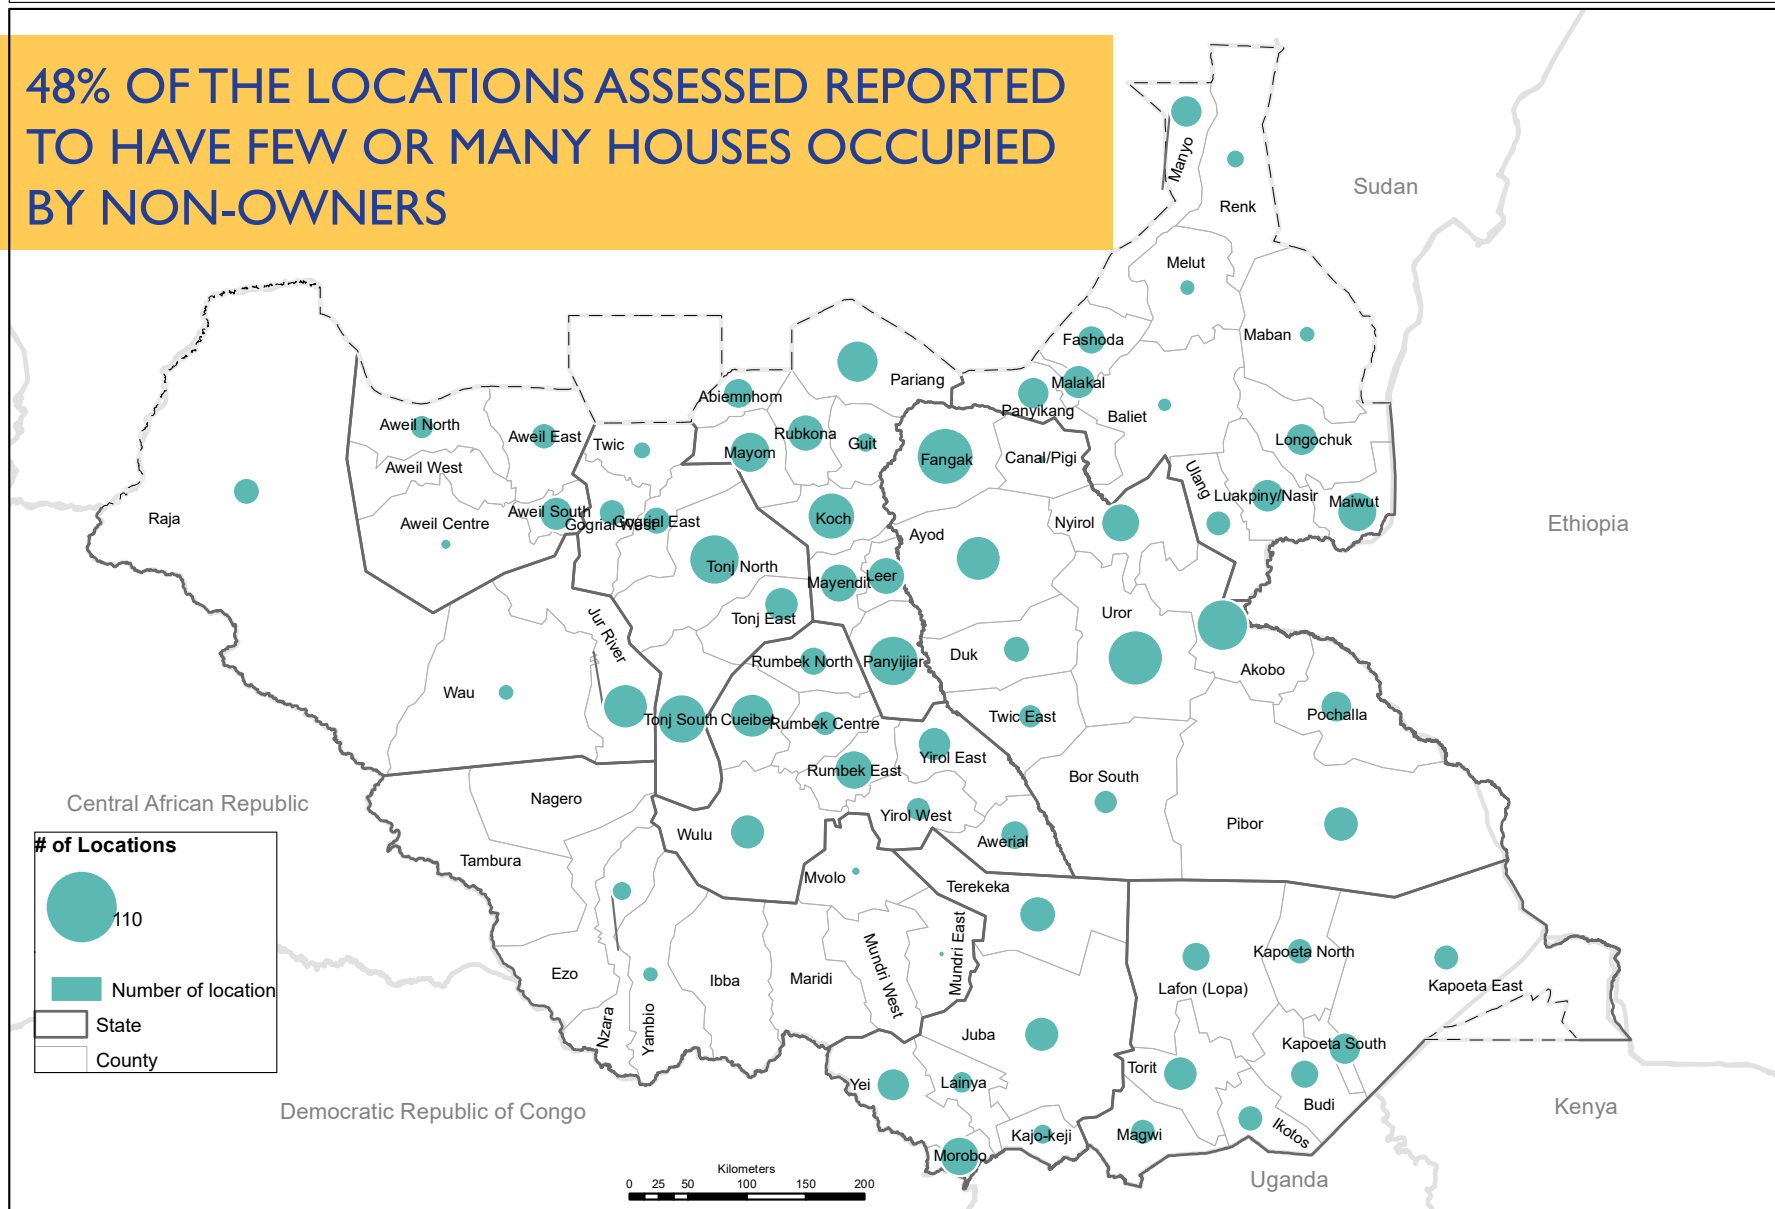 48% OF THE LOCATIONS ASSESSED REPORTED
TO HAVE FEW OR MANY HOUSES OCCUPIED
BY NON-OWNERS
Manyo
Sudan
Renk
Melut
Maban
Fashoda
Pariang
Malakal
Abiemnhom
Panyikang
Baliet
Aweil North
Aweil East
Twic
Rubkona
Guit
Mayom
Longochuk
Fangak
Canal/Pigi
Aweil West
Ulang
Luakpiny/Nasir
Maiwut
Raja
Aweil Centre
Aweil South
Gogrial West
Gogrial East
Koch
Nyirol
Ethiopia
Ayod
Tonj North
Mayendit
Leer
Tonj East
Uror
Jur River
Rumbek North
Panyijiar
Duk
Akobo
Wau
Tonj South
Cueibet
Rumbek Centre
Twic East
Pochalla
Yirol East
Rumbek East
Bor South
Central African Republic
Nagero
Yirol West
Pibor
Wulu
Awerial
# of Locations
110
Number of location
State
County
Tambura
Mvolo
Terekeka
Mundri East
Mundri West
Kapoeta North
Ezo
Ibba
Maridi
Lafon (Lopa)
Kapoeta East
Nzara
Yambio
Juba
Kapoeta South
Torit
Yei
Lainya
Budi
Democratic Republic of Congo
Kenya
Kajo-keji
Magwi
Ikotos
Morobo
Uganda
Kilometers
0 25 50 100 150 200